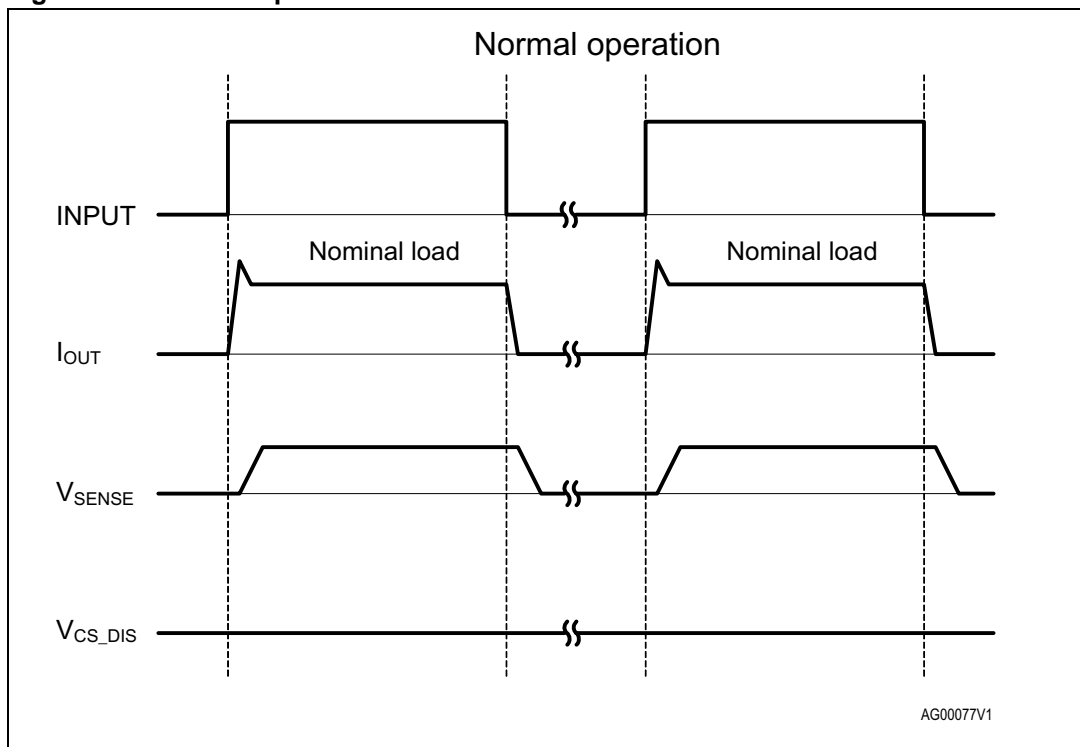 Normal operation
INPUT
Nominal load Nominal load
IOUT
VSENSE
VCS_DIS
AG00077V1